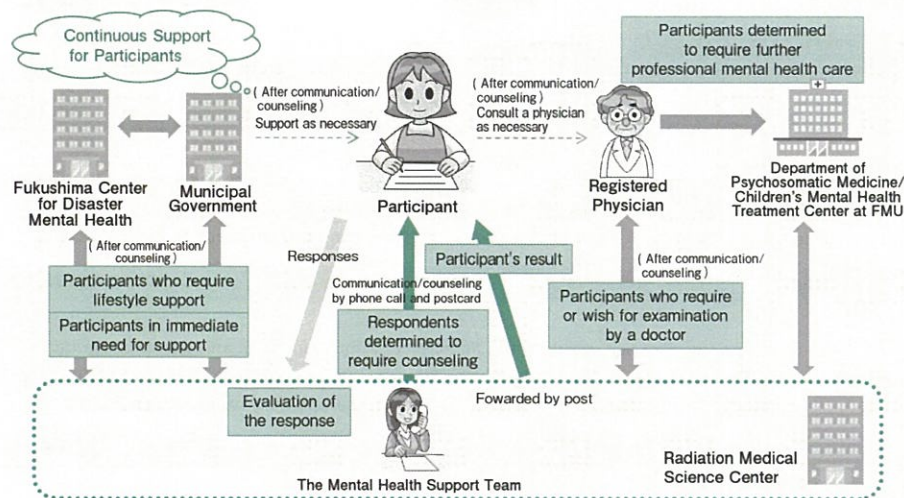 Continuous Support
for Participants
Participants determined
to require further
professional mental health care
( After communication/
counseling )
Support as necessary
( After communication/
counseling )
Consult a physician
as necessary
Fukushima Center
for Disaster
Mental Health
Municipal
Government
Participant
Registered
Physician
Department of
Psychosomatic Medicine/
Children's Mental Health
Treatment Center at FMU
( After communication/
counseling )
Participants who require
lifestyle support
Participants in immediate
need for support
Responses
Communication/counseling
by phone call and postcard
Respondents
determined to
require counseling
Participant's result
( After communication/
counseling )
Participants who require
or wish for examination
by a doctor
Evaluation of
the response
Fowarded by post
The Mental Health Support Team
Radiation Medical
Science Center